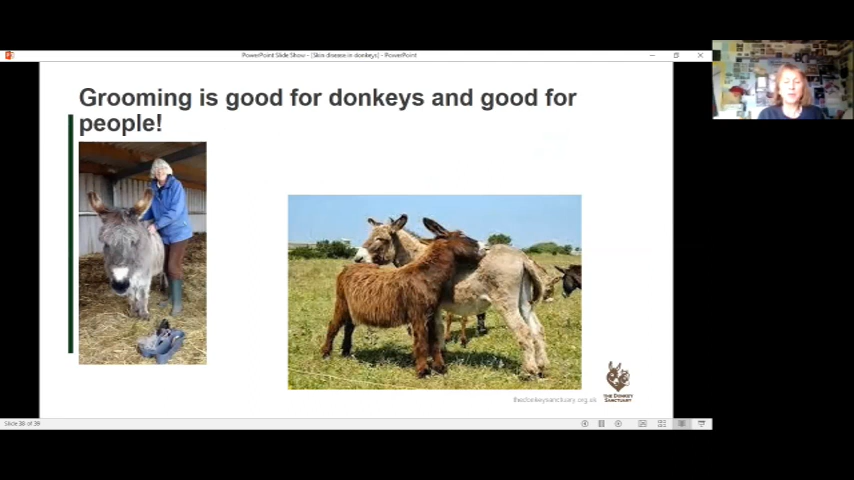 PowerPoint Slide Show - [Skin disease in donkeys] - PowerPoint
Grooming is good for donkeys and good for
people!
thedonkeysanctuary.org.uk
THE DONKEY
SANCTUARY
Slide 38 of 39